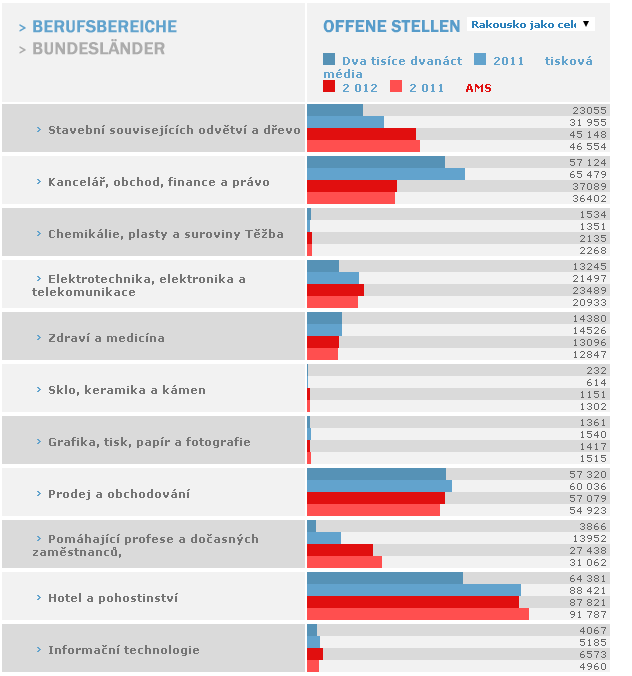 > BERUFSBEREICHE
> BUNDESLÄNDER
OFFENE STELLEN Rakousko jako cel
Dva tisíce dvanáct 2011 tisková
média
2 012 2 011 AMS
> Stavební souvisejících odvětví a dřevo
23055
31 955
45 148
46 554
> Kancelář, obchod, finance a právo
57 124
65 479
37089
36402
> Chemikálie, plasty a suroviny Těžba
1534
1351
2135
2268
> Elektrotechnika, elektronika a
telekomunikace
13245
21497
23489
20933
> Zdraví a medicína
14380
14526
13096
12847
> Sklo, keramika a kámen
232
614
1151
1302
> Grafika, tisk, papír a fotografie
1361
1540
1417
1515
> Prodej a obchodování
57 320
60 036
57 079
54 923
> Pomáhající profese a dočasných
zaměstnanců,
3866
13952
27 438
31 062
> Hotel a pohostinství
64 381
88 421
87 821
91 787
> Informační technologie
4067
5185
6573
4960